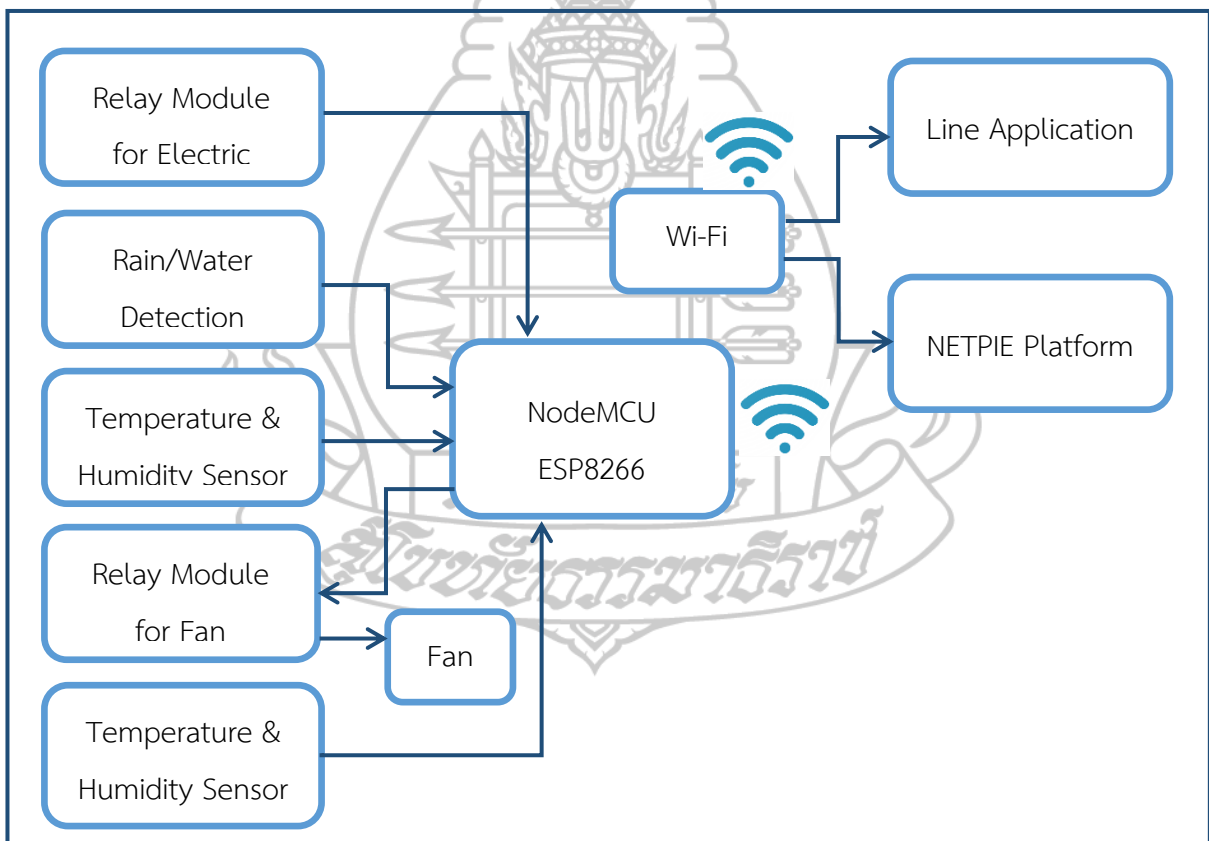 Relay Module
for Electric
Rain/Water
Detection
Temperature &
Humidity Sensor
Relay Module
for Fan
Fan
Temperature &
Humidity Sensor
NodeMCU
ESP8266
Wi-Fi
Line Application
NETPIE Platform